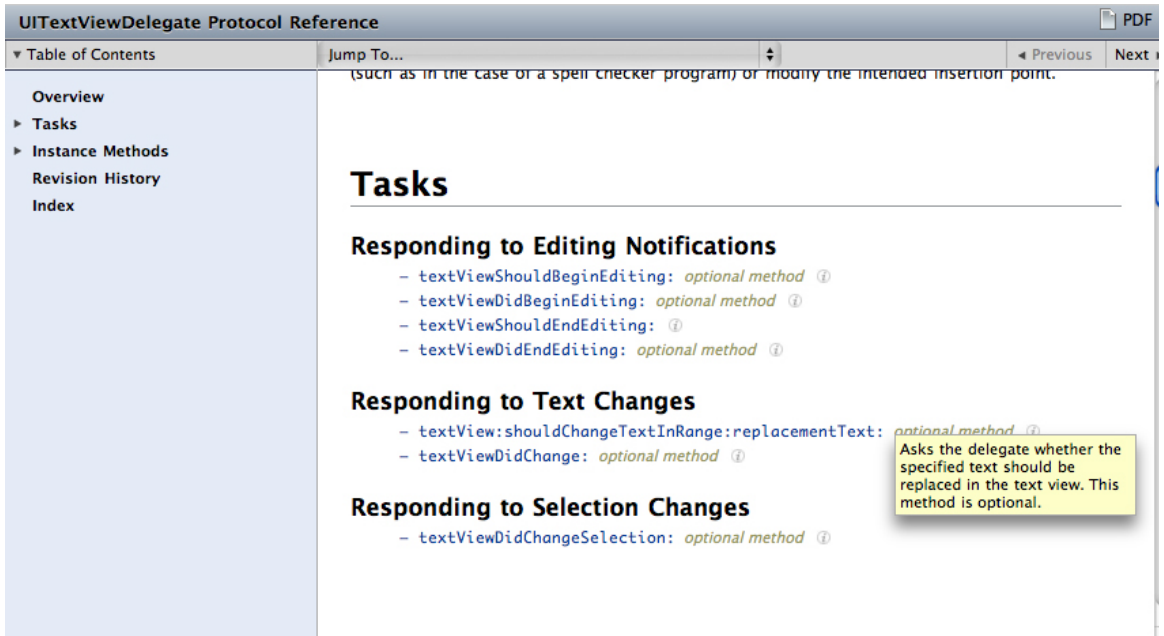 UITextViewDelegate Protocol Reference
PDF
Table of Contents
Jump To...
Previous
Next
Overview
Tasks
Instance Methods
Revision History
Index
(such as in the case of a spell checker program) or modify the intended insertion point.
Tasks
Responding to Editing Notifications
– textViewShouldBeginEditing: optional method
– textViewDidBeginEditing: optional method
– textViewShouldEndEditing:
– textViewDidEndEditing: optional method
Responding to Text Changes
– textView:shouldChangeTextInRange:replacementText: optional method
– textViewDidChange: optional method
Asks the delegate whether the
specified text should be
replaced in the text view. This
method is optional.
Responding to Selection Changes
– textViewDidChangeSelection: optional method